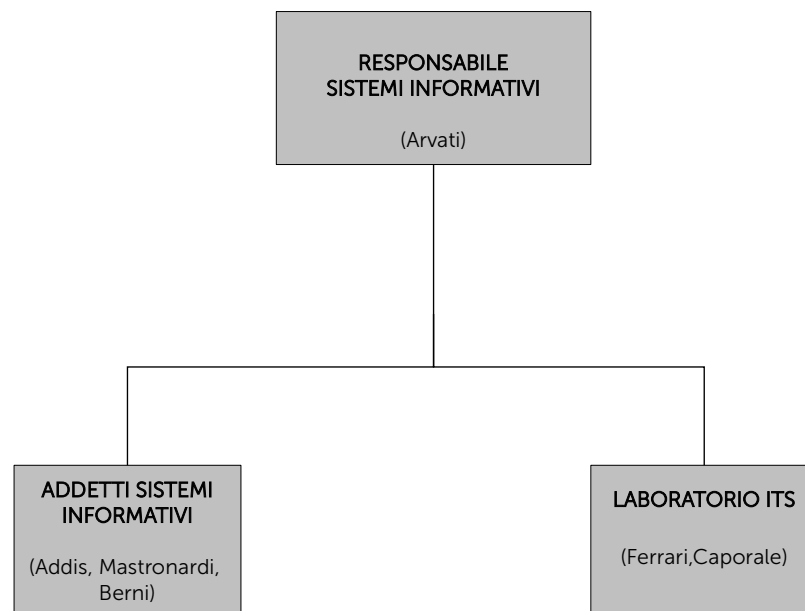 RESPONSABILE
SISTEMI INFORMATIVI
(Arvati)
ADDETTI SISTEMI
INFORMATIVI
(Addis, Mastronardi,
Berni)
LABORATORIO ITS
(Ferrari,Caporale)